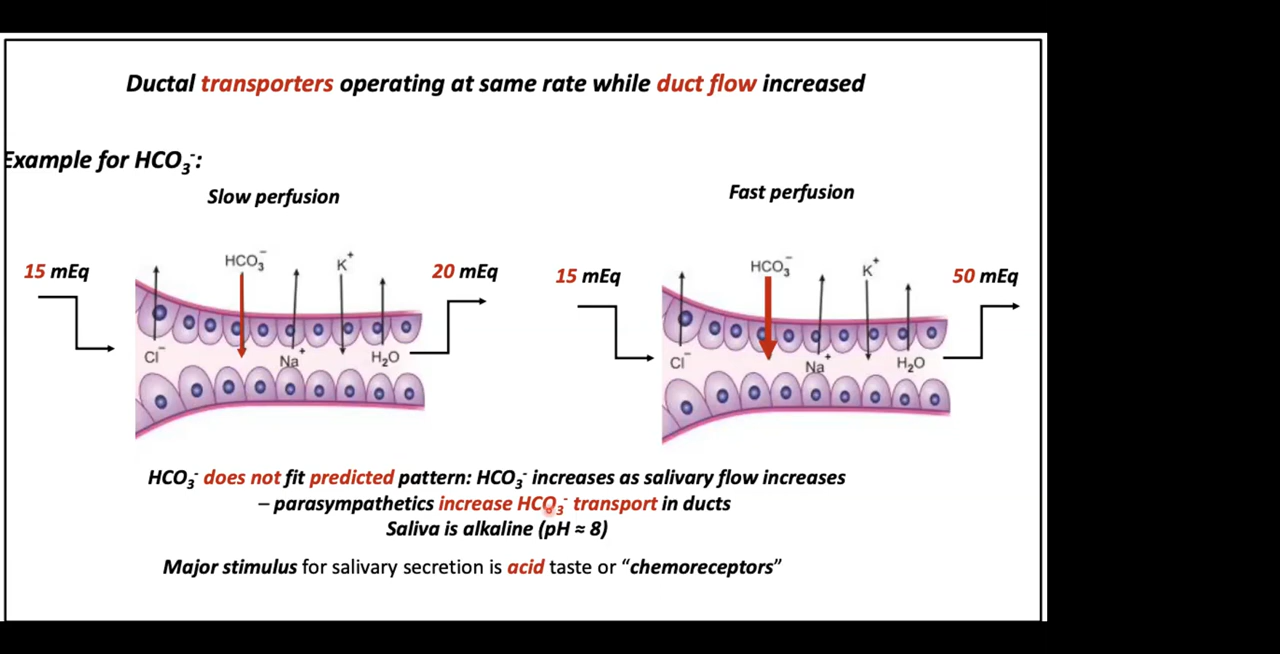 Ductal transporters operating at same rate while duct flow increased
Example for HCO₃⁻:
Slow perfusion
Fast perfusion
15 mEq
HCO₃⁻
K⁺
20 mEq
Cl⁻
Na⁺
H₂O
15 mEq
HCO₃⁻
K⁺
50 mEq
Cl⁻
Na⁺
H₂O
HCO₃⁻ does not fit predicted pattern: HCO₃⁻ increases as salivary flow increases
– parasympathetics increase HCO₃⁻ transport in ducts
Saliva is alkaline (pH ≈ 8)
Major stimulus for salivary secretion is acid taste or “chemoreceptors”